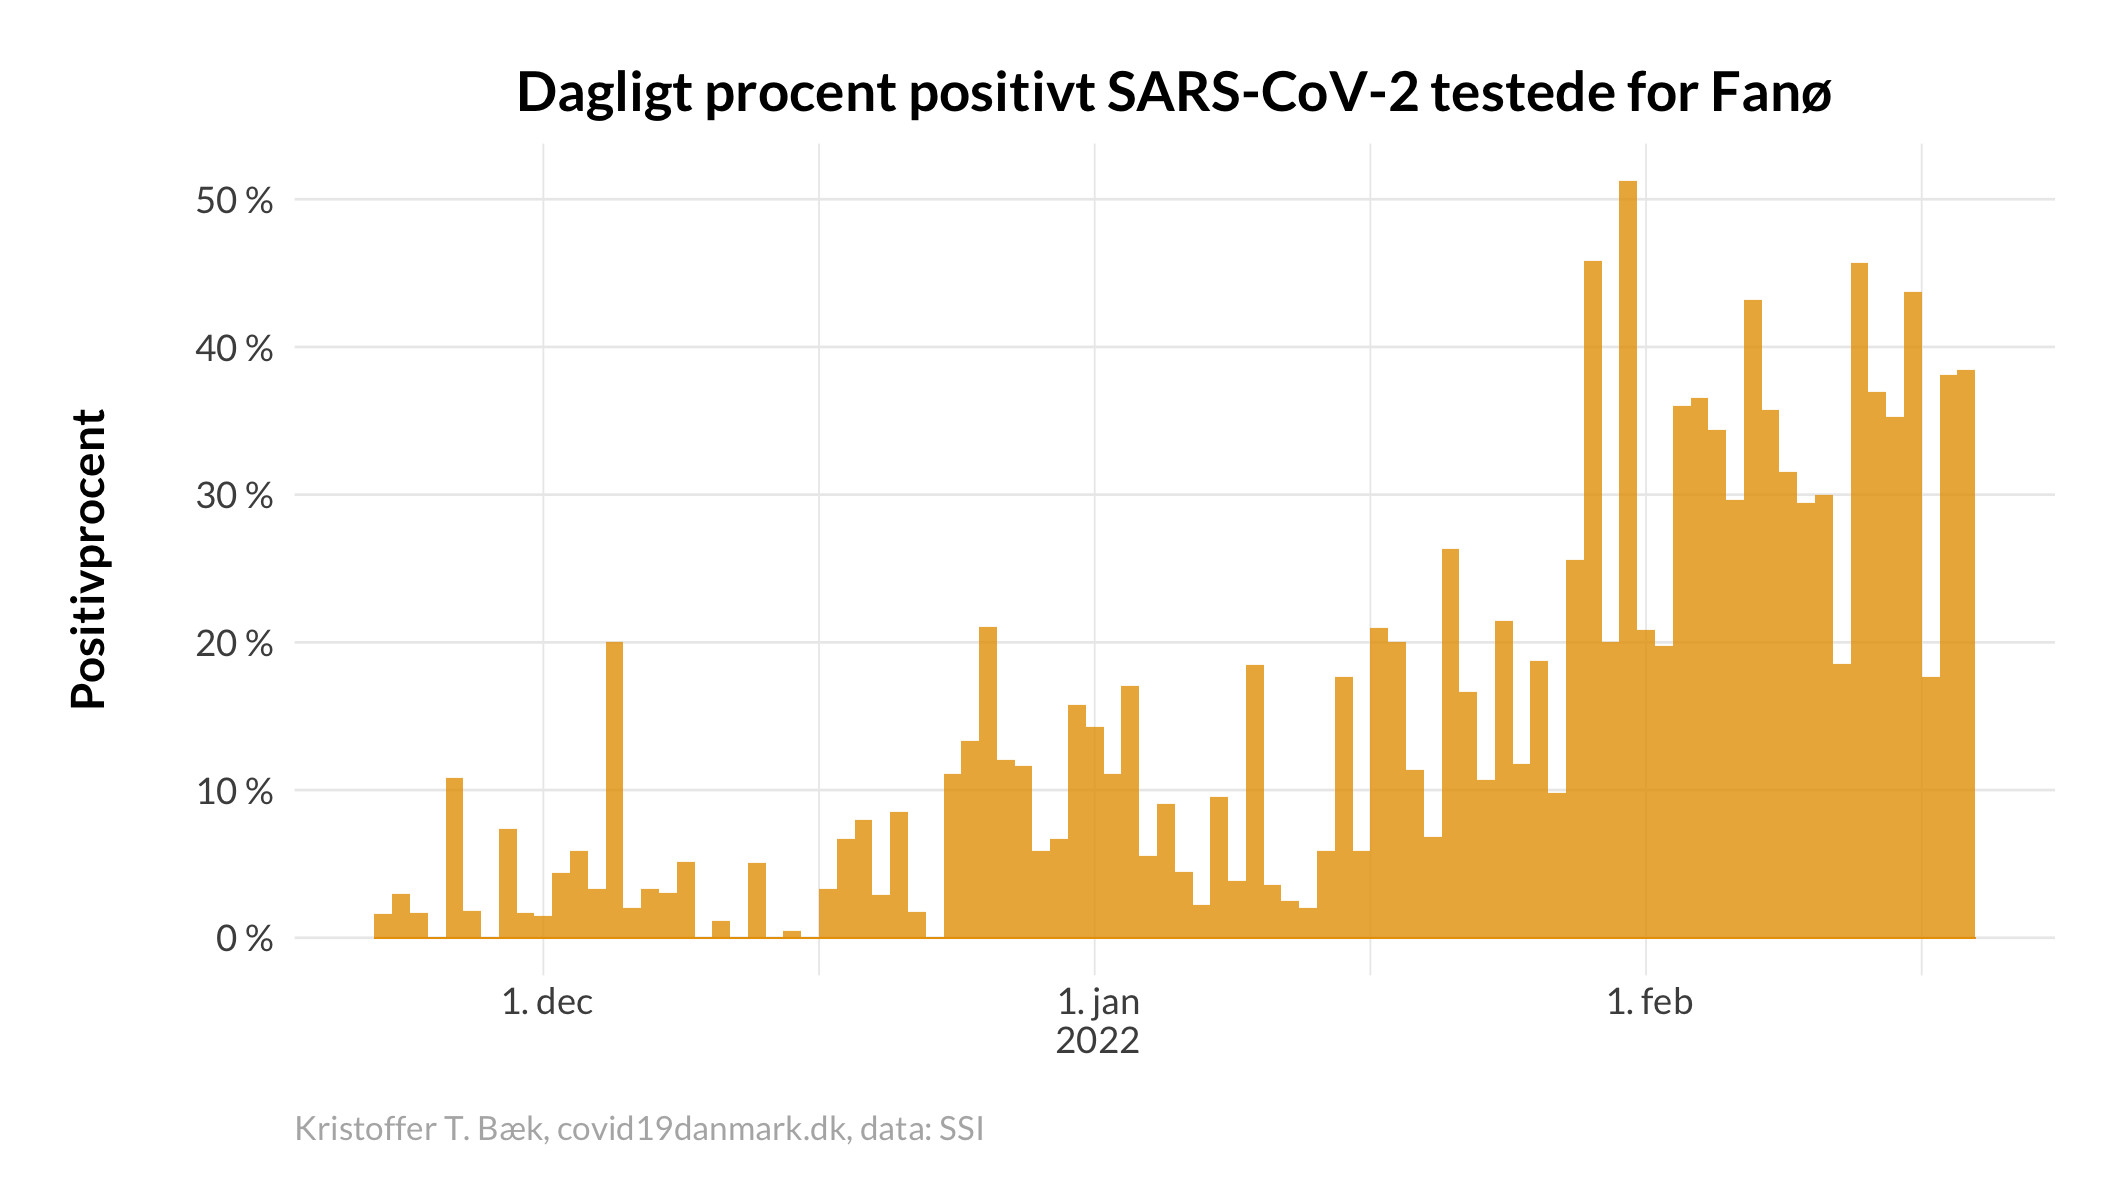 Dagligt procent positivt SARS-CoV-2 testede for Fanø
Positivprocent
50 %
40 %
30 %
20 %
10 %
0 %
1. dec
1. jan
2022
1. feb
Kristoffer T. Bæk, covid19danmark.dk, data: SSI